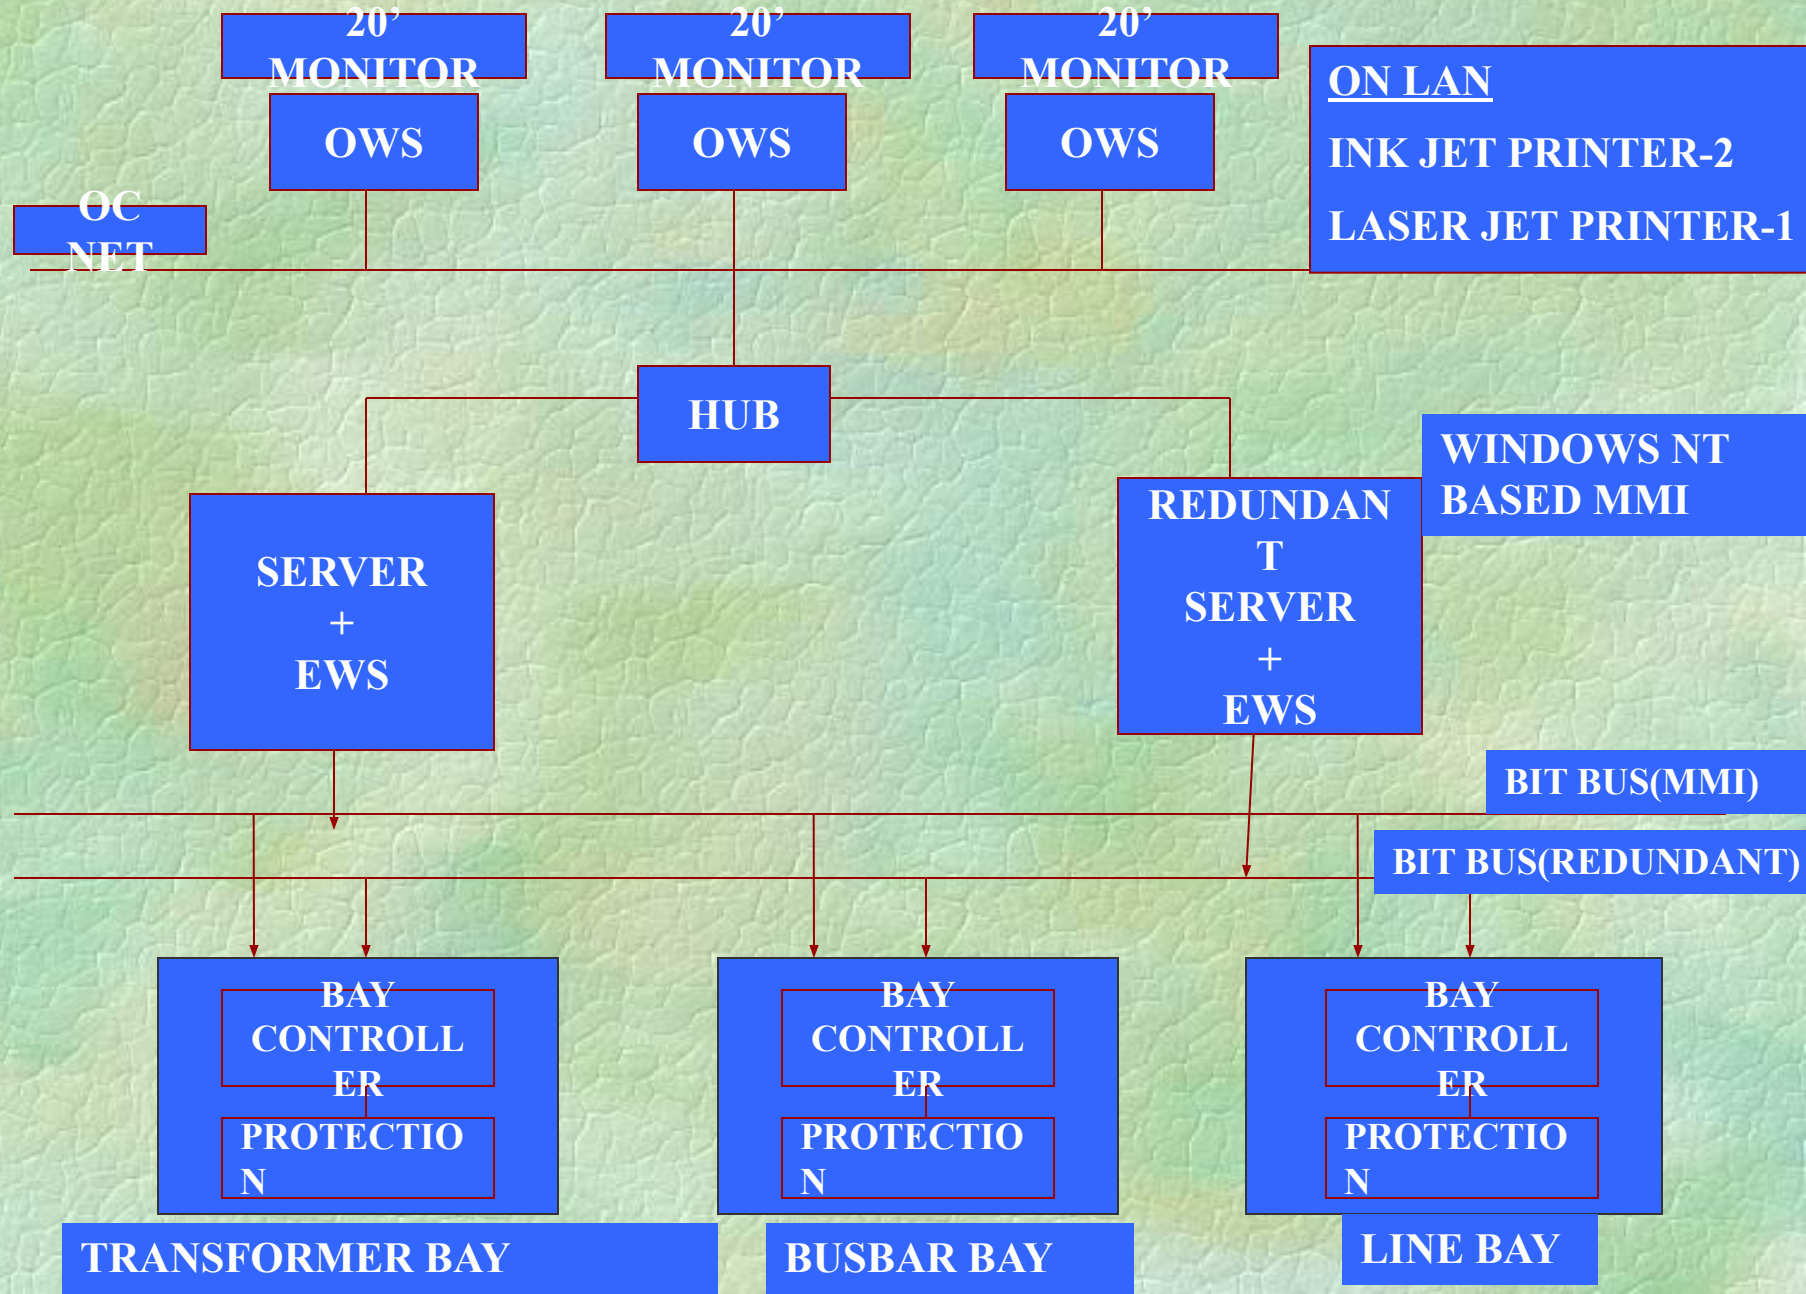 20’
MONITOR
20’
MONITOR
20’
MONITOR
OWS
OWS
OWS
ON LAN
INK JET PRINTER-2
LASER JET PRINTER-1
OC
NET
HUB
WINDOWS NT
BASED MMI
SERVER
+
EWS
REDUNDAN
T
SERVER
+
EWS
BIT BUS(MMI)
BIT BUS(REDUNDANT)
BAY
CONTROLL
ER
PROTECTIO
N
BAY
CONTROLL
ER
PROTECTIO
N
BAY
CONTROLL
ER
PROTECTIO
N
TRANSFORMER BAY
BUSBAR BAY
LINE BAY